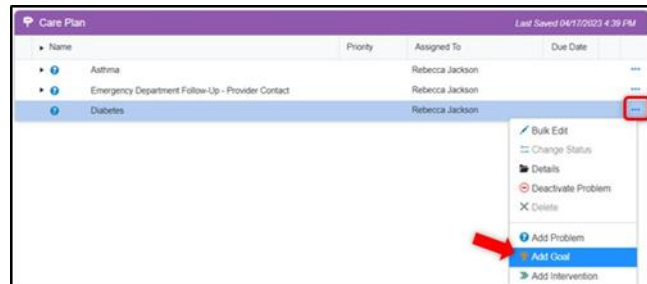 Care Plan Last Saved 04/17/2023 4:39 PM
Name Priority Assigned To Due Date
Asthma Rebecca Jackson
Emergency Department Follow-Up - Provider Contact Rebecca Jackson
Diabetes Rebecca Jackson
Bulk Edit
Change Status
Details
Deactivate Problem
Delete
Add Problem
Add Goal
Add Intervention